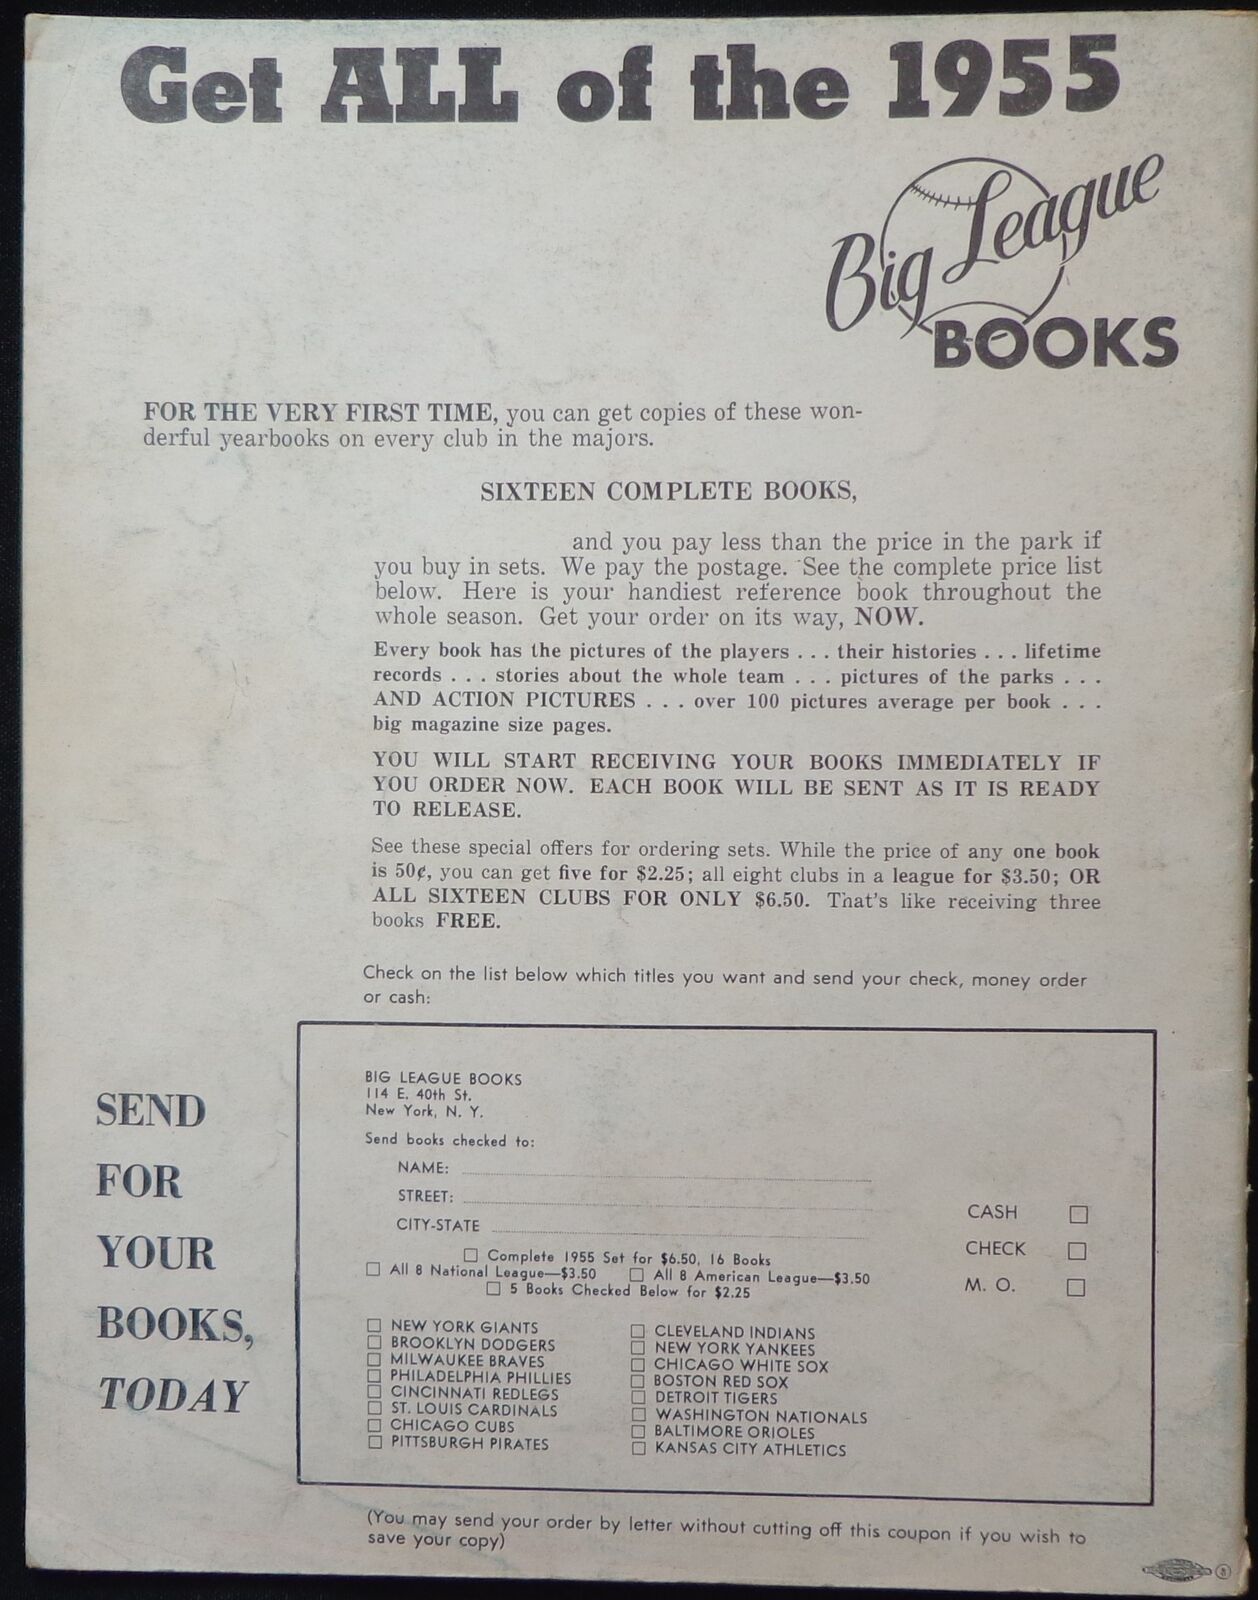 Get ALL of the 1955
Big League
BOOKS
FOR THE VERY FIRST TIME, you can get copies of these won-
derful yearbooks on every club in the majors.
SIXTEEN COMPLETE BOOKS,
and you pay less than the price in the park if
you buy in sets. We pay the postage. See the complete price list
below. Here is your handiest reference book throughout the
whole season. Get your order on its way, NOW.
Every book has the pictures of the players . . . their histories . . . lifetime
records . . . stories about the whole team . . . pictures of the parks . . .
AND ACTION PICTURES . . . over 100 pictures average per book . . .
big magazine size pages.
YOU WILL START RECEIVING YOUR BOOKS IMMEDIATELY IF
YOU ORDER NOW. EACH BOOK WILL BE SENT AS IT IS READY
TO RELEASE.
See these special offers for ordering sets. While the price of any one book
is 50¢, you can get five for $2.25; all eight clubs in a league for $3.50; OR
ALL SIXTEEN CLUBS FOR ONLY $6.50. That's like receiving three
books FREE.
Check on the list below which titles you want and send your check, money order
or cash:
SEND
FOR
YOUR
BOOKS,
TODAY
BIG LEAGUE BOOKS
114 E. 40th St.
New York, N. Y.
Send books checked to:
NAME:
STREET:
CITY-STATE
CASH
CHECK
M. O.
Complete 1955 Set for $6.50, 16 Books
All 8 National League—$3.50 All 8 American League—$3.50
5 Books Checked Below for $2.25
NEW YORK GIANTS
BROOKLYN DODGERS
MILWAUKEE BRAVES
PHILADELPHIA PHILLIES
CINCINNATI REDLEGS
ST. LOUIS CARDINALS
CHICAGO CUBS
PITTSBURGH PIRATES
CLEVELAND INDIANS
NEW YORK YANKEES
CHICAGO WHITE SOX
BOSTON RED SOX
DETROIT TIGERS
WASHINGTON NATIONALS
BALTIMORE ORIOLES
KANSAS CITY ATHLETICS
(You may send your order by letter without cutting off this coupon if you wish to
save your copy)